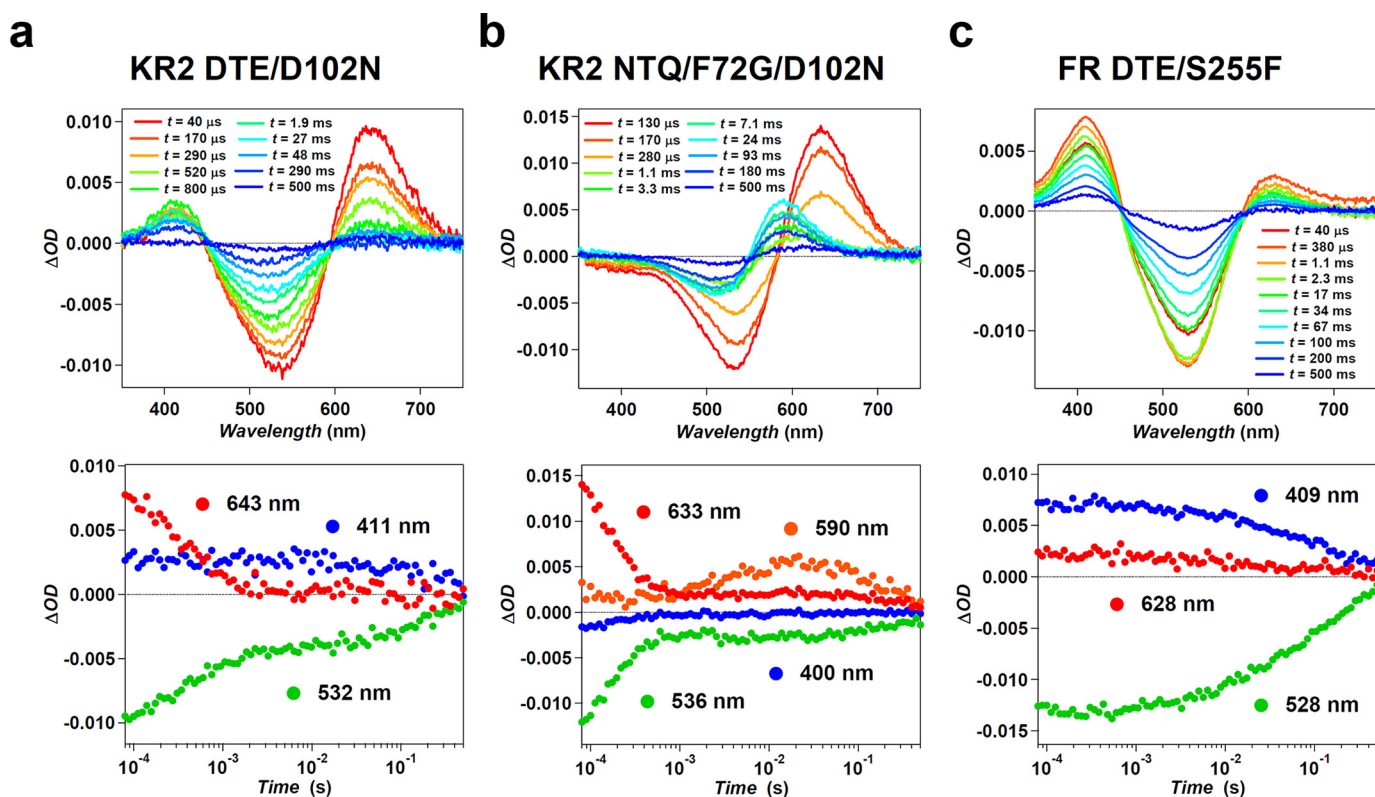 a
KR2 DTE/D102N
0.010
0.005
0.000
-0.005
-0.010
ΔOD
t = 40 μs
t = 170 μs
t = 290 μs
t = 520 μs
t = 800 μs
t = 1.9 ms
t = 27 ms
t = 48 ms
t = 290 ms
t = 500 ms
400
500
600
700
Wavelength (nm)
b
KR2 NTQ/F72G/D102N
0.015
0.010
0.005
0.000
-0.005
-0.010
ΔOD
t = 130 μs
t = 170 μs
t = 280 μs
t = 1.1 ms
t = 3.3 ms
t = 7.1 ms
t = 24 ms
t = 93 ms
t = 180 ms
t = 500 ms
400
500
600
700
Wavelength (nm)
c
FR DTE/S255F
0.005
0.000
-0.005
-0.010
ΔOD
t = 40 μs
t = 380 μs
t = 1.1 ms
t = 2.3 ms
t = 17 ms
t = 34 ms
t = 67 ms
t = 100 ms
t = 200 ms
t = 500 ms
400
500
600
700
Wavelength (nm)
0.010
0.005
0.000
-0.005
-0.010
ΔOD
643 nm
411 nm
532 nm
10-4
10-3
10-2
10-1
Time (s)
0.015
0.010
0.005
0.000
-0.005
-0.010
ΔOD
633 nm
590 nm
400 nm
536 nm
10-4
10-3
10-2
10-1
Time (s)
0.010
0.005
0.000
-0.005
-0.010
-0.015
ΔOD
409 nm
628 nm
528 nm
10-4
10-3
10-2
10-1
Time (s)